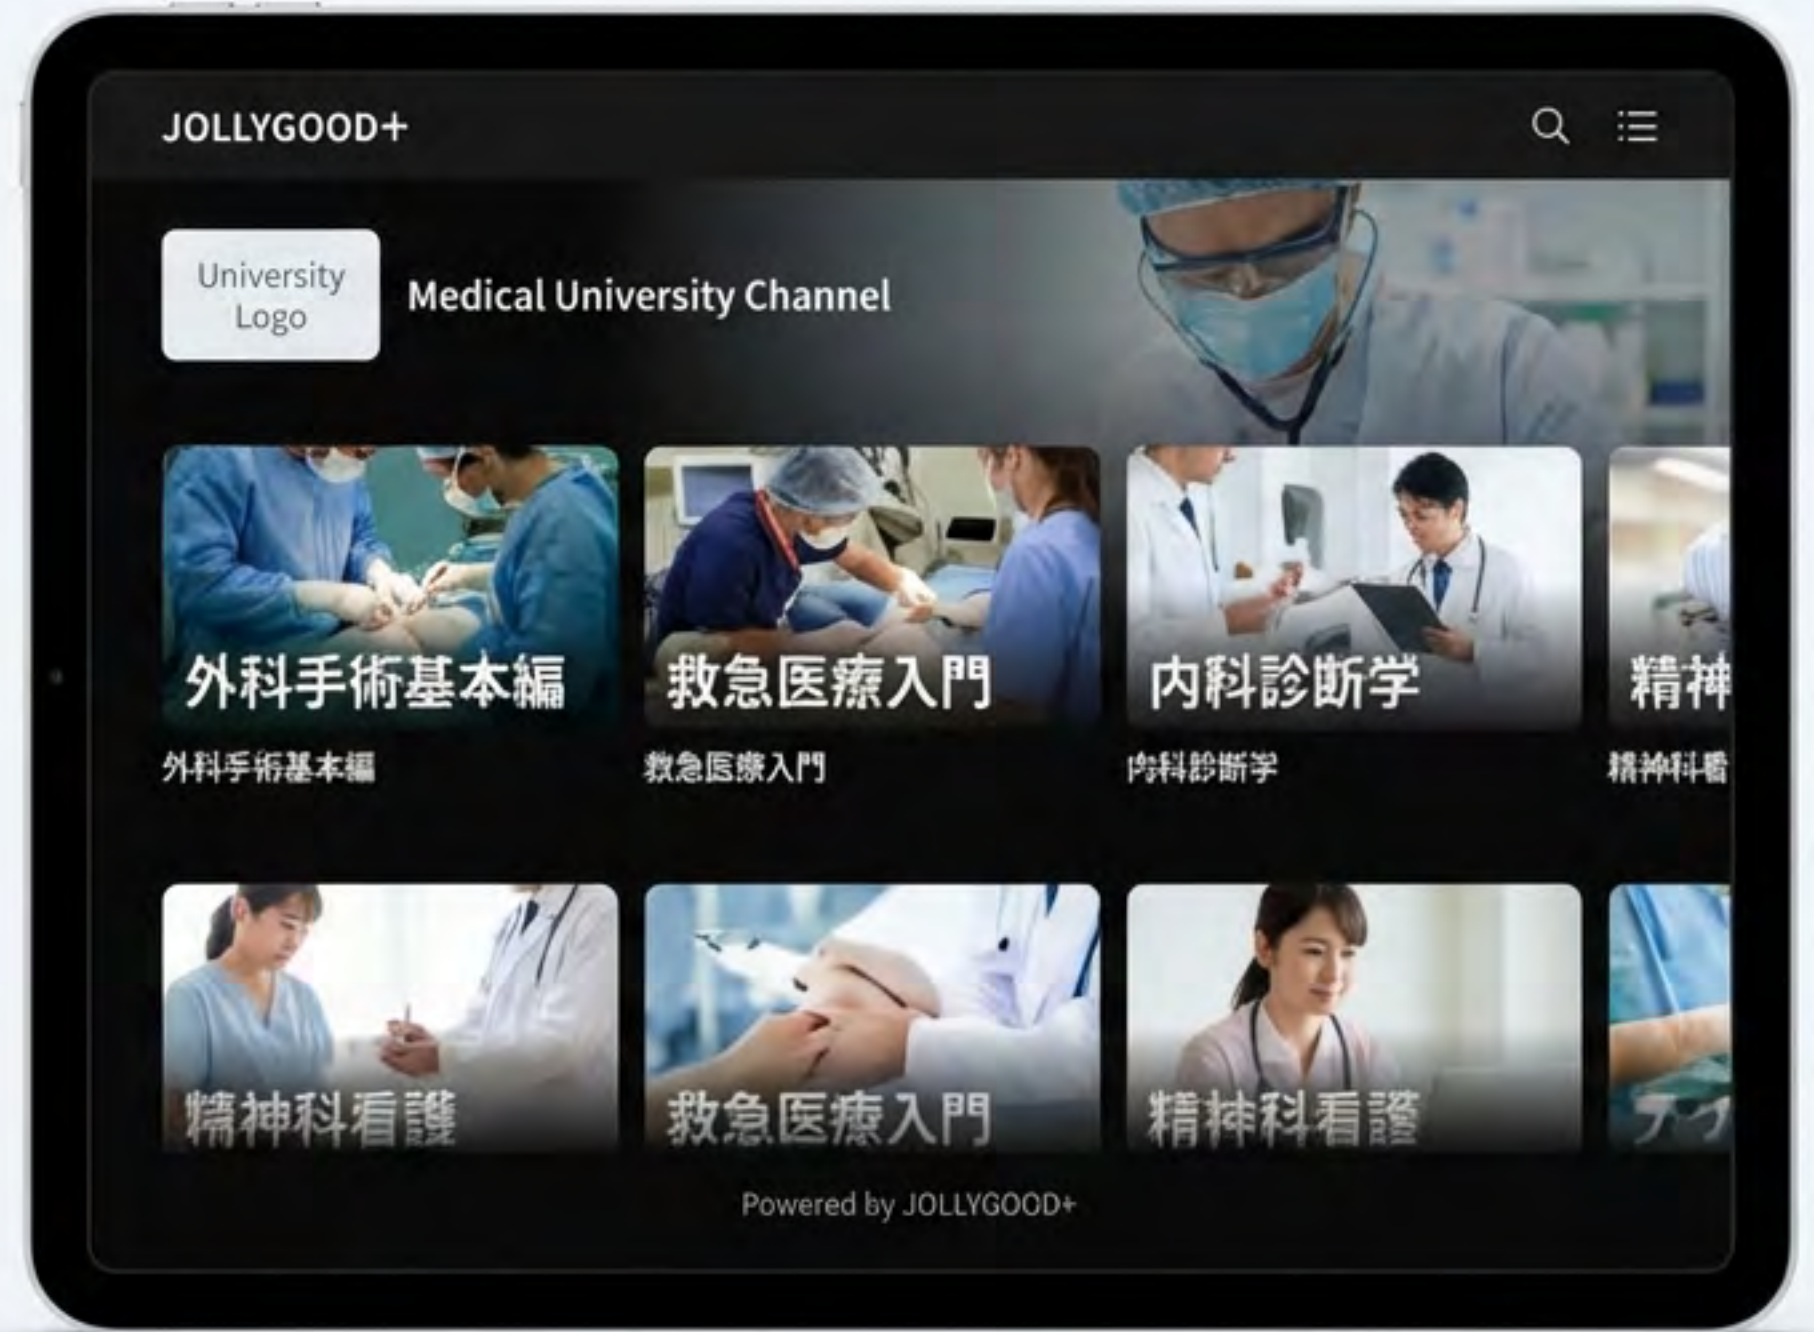 JOLLYGOOD+
University
Logo
Medical University Channel
外科手術基本編
救急医療入門
内科診断学
精神
外科手術基本編
救急医療入門
内科診断学
精神科看
精神科看護
救急医療入門
精神科看護
Powered by JOLLYGOOD+